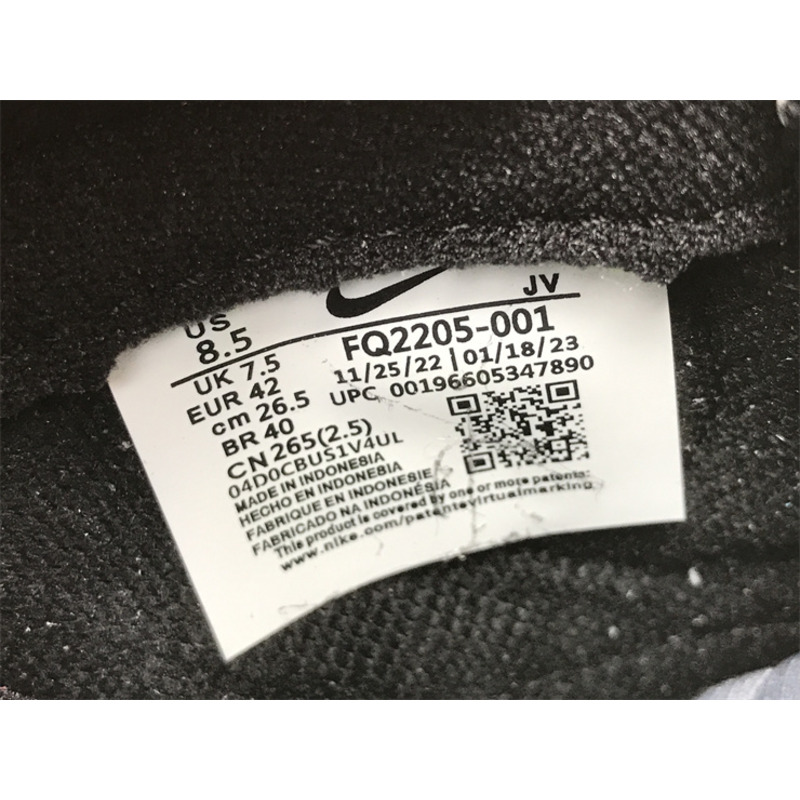 JV
US
8.5
FQ2205-001
UK 7.5
11/25/22 | 01/18/23
EUR 42
UPC 00196605347890
cm 26.5
BR 40
CN 265(2.5)
04D0CBUS1V4UL
MADE IN INDONESIA
HECHO EN INDONESIA
FABRIQUE EN INDONESIE
FABRICADO NA INDONÉSIA
This product is covered by one or more patents:
www.nike.com/patentsvirtualmarking